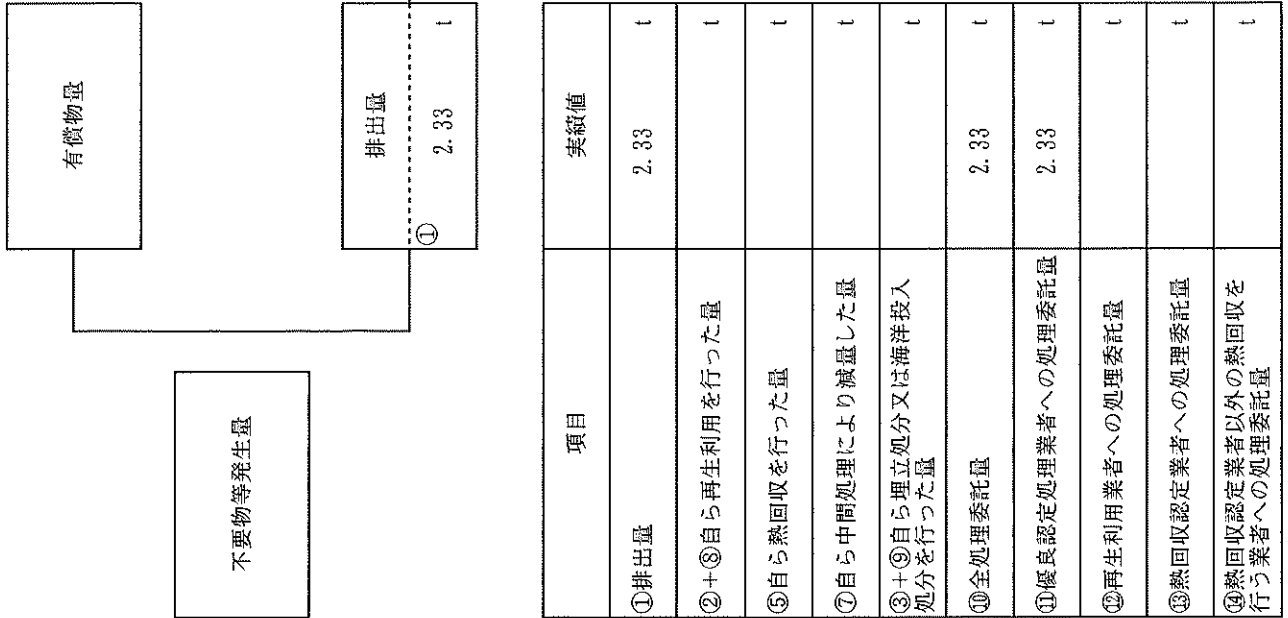 不要物等発生量
有償物量
排出量
① 2.33 t
項目 実績値
①排出量 2.33 t
②+⑧自ら再生利用を行った量 t
⑤自ら熱回収を行った量 t
⑦自ら中間処理により減量した量 t
③+⑨自ら埋立処分又は海洋投入
処分を行った量 t
⑩全処理委託量 2.33 t
⑪優良認定処理業者への処理委託量 2.33 t
⑫再生利用業者への処理委託量 t
⑬熱回収認定業者への処理委託量 t
⑭熱回収認定業者以外の熱回収を
行う業者への処理委託量 t